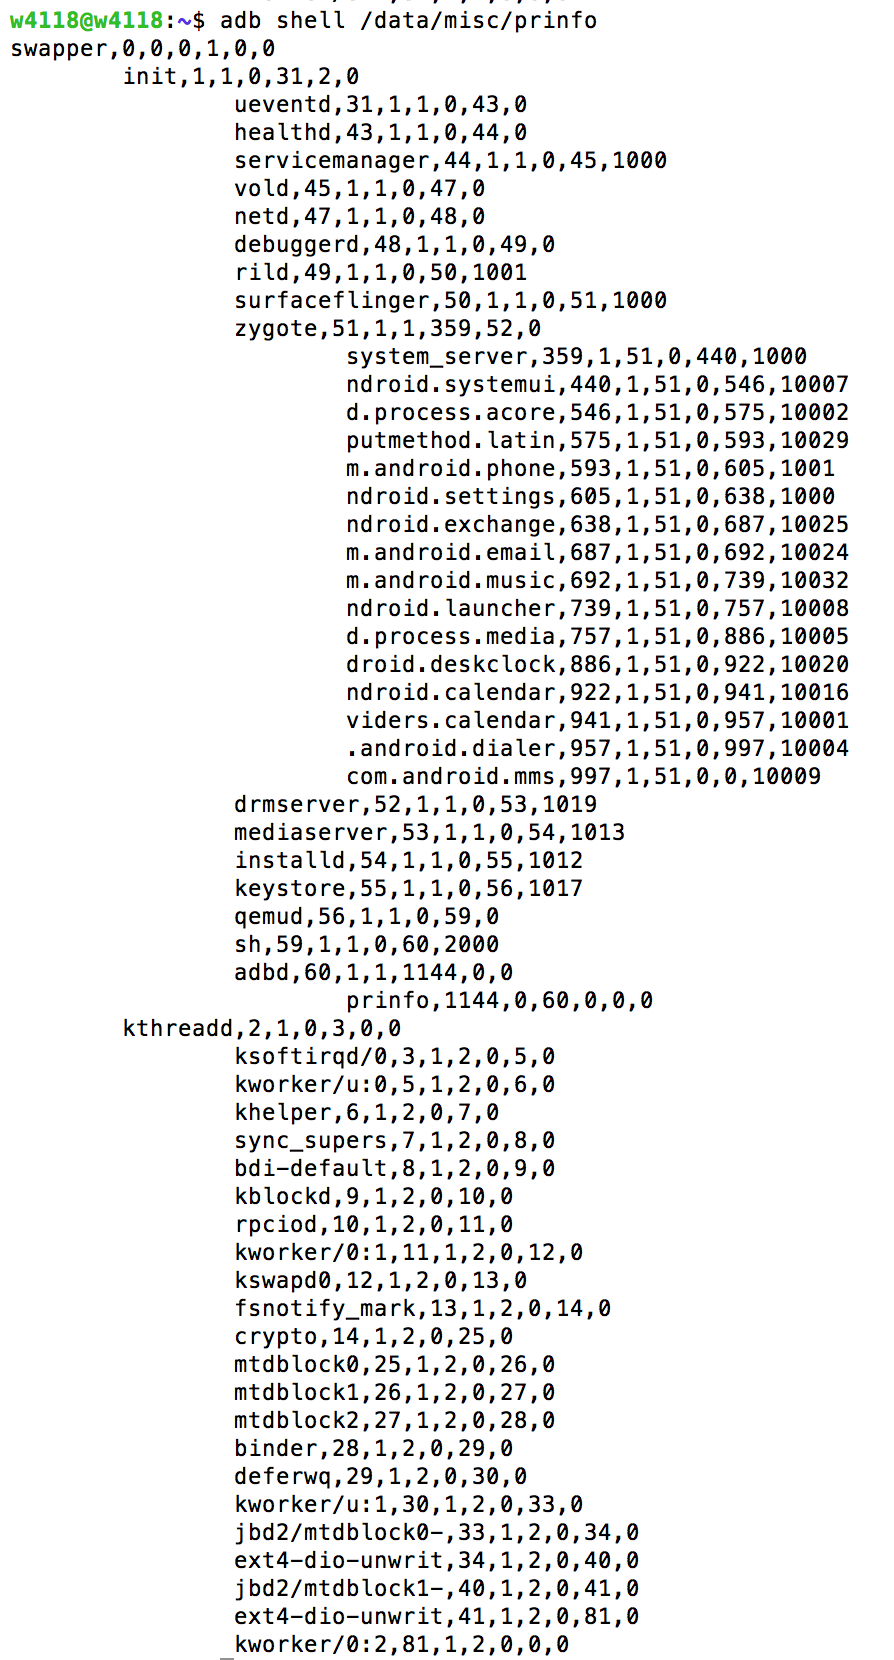 w4118@w4118:~$ adb shell /data/misc/prinfo
swapper,0,0,0,1,0,0
init,1,1,0,31,2,0
ueventd,31,1,1,0,43,0
healthd,43,1,1,0,44,0
servicemanager,44,1,1,0,45,1000
vold,45,1,1,0,47,0
netd,47,1,1,0,48,0
debuggerd,48,1,1,0,49,0
rild,49,1,1,0,50,1001
surfaceflinger,50,1,1,0,51,1000
zygote,51,1,1,359,52,0
system_server,359,1,51,0,440,1000
ndroid.systemui,440,1,51,0,546,10007
d.process.acore,546,1,51,0,575,10002
putmethod.latin,575,1,51,0,593,10029
m.android.phone,593,1,51,0,605,1001
ndroid.settings,605,1,51,0,638,1000
ndroid.exchange,638,1,51,0,687,10025
m.android.email,687,1,51,0,692,10024
m.android.music,692,1,51,0,739,10032
ndroid.launcher,739,1,51,0,757,10008
d.process.media,757,1,51,0,886,10005
droid.deskclock,886,1,51,0,922,10020
ndroid.calendar,922,1,51,0,941,10016
viders.calendar,941,1,51,0,957,10001
.android.dialer,957,1,51,0,997,10004
com.android.mms,997,1,51,0,0,10009
drmserver,52,1,1,0,53,1019
mediaserver,53,1,1,0,54,1013
installd,54,1,1,0,55,1012
keystore,55,1,1,0,56,1017
qemud,56,1,1,0,59,0
sh,59,1,1,0,60,2000
adbd,60,1,1,1144,0,0
prinfo,1144,0,60,0,0,0
kthreadd,2,1,0,3,0,0
ksoftirqd/0,3,1,2,0,5,0
kworker/u:0,5,1,2,0,6,0
khelper,6,1,2,0,7,0
sync_supers,7,1,2,0,8,0
bdi-default,8,1,2,0,9,0
kblockd,9,1,2,0,10,0
rpciod,10,1,2,0,11,0
kworker/0:1,11,1,2,0,12,0
kswapd0,12,1,2,0,13,0
fsnotify_mark,13,1,2,0,14,0
crypto,14,1,2,0,25,0
mtdblock0,25,1,2,0,26,0
mtdblock1,26,1,2,0,27,0
mtdblock2,27,1,2,0,28,0
binder,28,1,2,0,29,0
deferwq,29,1,2,0,30,0
kworker/u:1,30,1,2,0,33,0
jbd2/mtdblock0-,33,1,2,0,34,0
ext4-dio-unwrit,34,1,2,0,40,0
jbd2/mtdblock1-,40,1,2,0,41,0
ext4-dio-unwrit,41,1,2,0,81,0
kworker/0:2,81,1,2,0,0,0